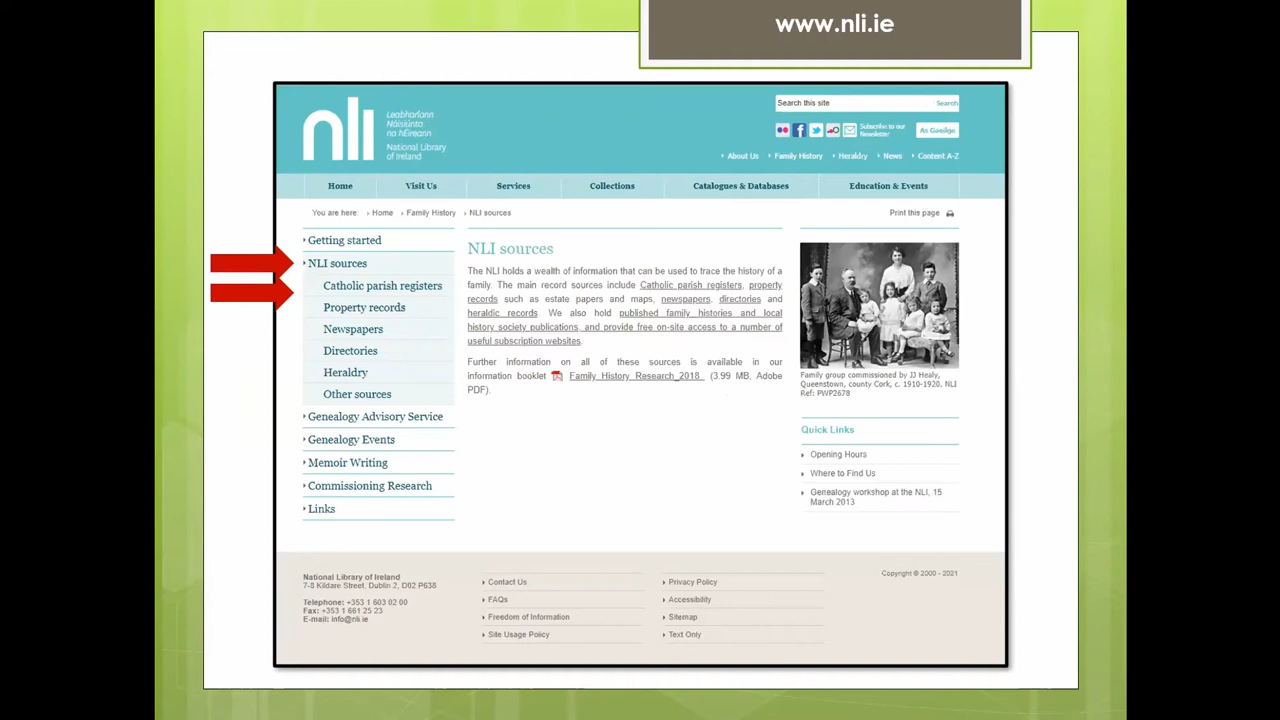 www.nli.ie
nli
Leabharlann
Náisiúnta
na hÉireann
National Library
of Ireland
Search this site
Search
Subscribe to our
Newsletter
As Gaeilge
About Us
Family History
Heraldry
News
Content A-Z
Home
Visit Us
Services
Collections
Catalogues & Databases
Education & Events
You are here: Home Family History NLI sources
Print this page
Getting started
NLI sources
Catholic parish registers
Property records
Newspapers
Directories
Heraldry
Other sources
Genealogy Advisory Service
Genealogy Events
Memoir Writing
Commissioning Research
Links
NLI sources
The NLI holds a wealth of information that can be used to trace the history of a
family. The main record sources include Catholic parish registers, property
records such as estate papers and maps, newspapers, directories and
heraldic records. We also hold published family histories and local
history society publications, and provide free on-site access to a number of
useful subscription websites.
Further information on all of these sources is available in our
information booklet Family_History_Research_2018_ (3.99 MB, Adobe
PDF).
Family group commissioned by JJ Healy,
Queenstown, county Cork, c. 1910-1920. NLI
Ref: PWP2678
Quick Links
Opening Hours
Where to Find Us
Genealogy workshop at the NLI, 15
March 2013
National Library of Ireland
7-8 Kildare Street, Dublin 2, D02 P638
Telephone: +353 1 603 02 00
Fax: +353 1 661 25 23
E-mail: info@nli.ie
Contact Us
FAQs
Freedom of Information
Site Usage Policy
Privacy Policy
Accessibility
Sitemap
Text Only
Copyright © 2000 - 2021